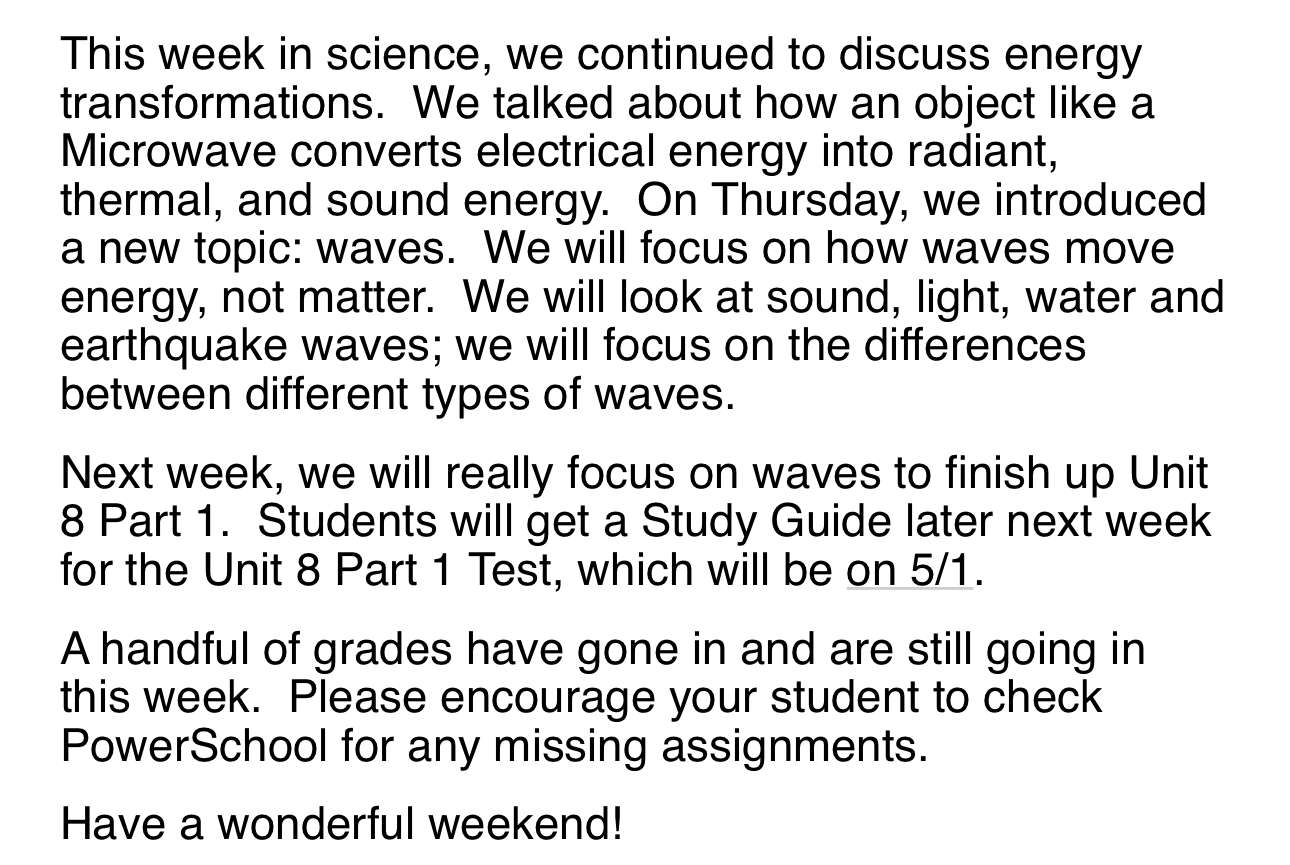 This week in science, we continued to discuss energy
transformations.  We talked about how an object like a
Microwave converts electrical energy into radiant,
thermal, and sound energy.  On Thursday, we introduced
a new topic: waves.  We will focus on how waves move
energy, not matter.  We will look at sound, light, water and
earthquake waves; we will focus on the differences
between different types of waves.
Next week, we will really focus on waves to finish up Unit
8 Part 1.  Students will get a Study Guide later next week
for the Unit 8 Part 1 Test, which will be on 5/1.
A handful of grades have gone in and are still going in
this week.  Please encourage your student to check
PowerSchool for any missing assignments.
Have a wonderful weekend!